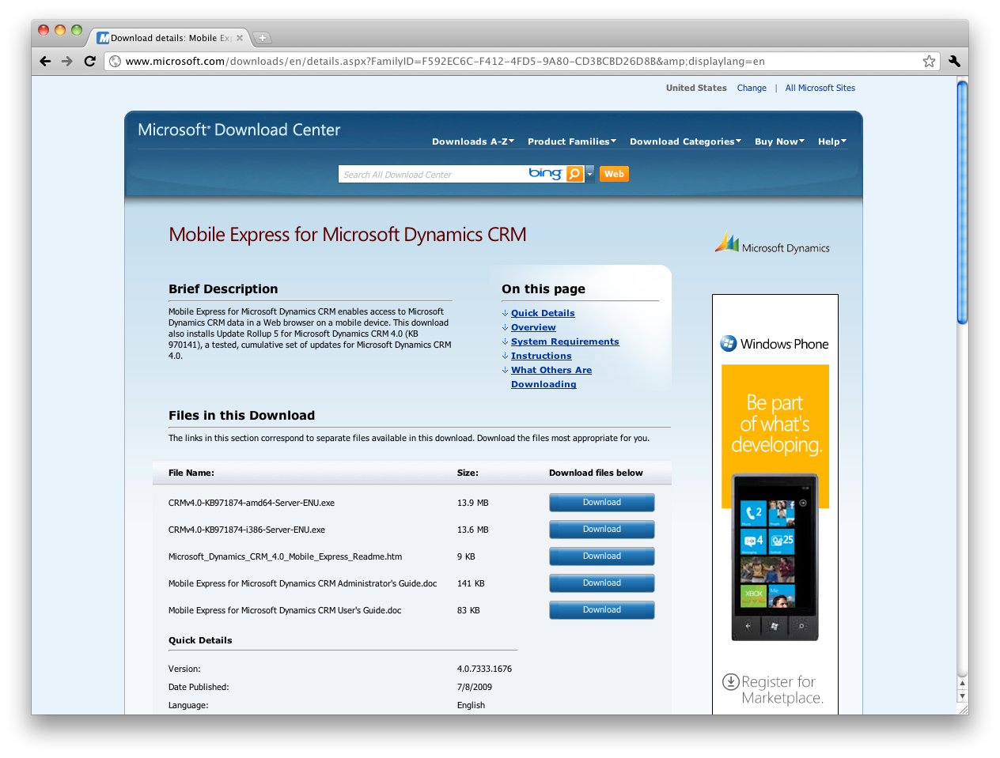 Download details: Mobile Ex
www.microsoft.com/downloads/en/details.aspx?FamilyID=F592EC6C-F412-4FD5-9A80-CD3BCBD26D8B&amp;displaylang=en
United States Change | All Microsoft Sites
Microsoft® Download Center
Downloads A-Z Product Families Download Categories Buy Now Help
Search All Download Center bing Web
Mobile Express for Microsoft Dynamics CRM
Microsoft Dynamics
Brief Description
Mobile Express for Microsoft Dynamics CRM enables access to Microsoft
Dynamics CRM data in a Web browser on a mobile device. This download
also installs Update Rollup 5 for Microsoft Dynamics CRM 4.0 (KB
970141), a tested, cumulative set of updates for Microsoft Dynamics CRM
4.0.
On this page
Quick Details
Overview
System Requirements
Instructions
What Others Are
Downloading
Files in this Download
The links in this section correspond to separate files available in this download. Download the files most appropriate for you.
File Name: Size: Download files below
CRMv4.0-KB971874-amd64-Server-ENU.exe 13.9 MB Download
CRMv4.0-KB971874-i386-Server-ENU.exe 13.6 MB Download
Microsoft_Dynamics_CRM_4.0_Mobile_Express_Readme.htm 9 KB Download
Mobile Express for Microsoft Dynamics CRM Administrator's Guide.doc 141 KB Download
Mobile Express for Microsoft Dynamics CRM User's Guide.doc 83 KB Download
Quick Details
Version: 4.0.7333.1676
Date Published: 7/8/2009
Language: English
Windows® Phone
Be part
of what's
developing.
2
4
25
XBOX
LIVE
Me
Register for
Marketplace.